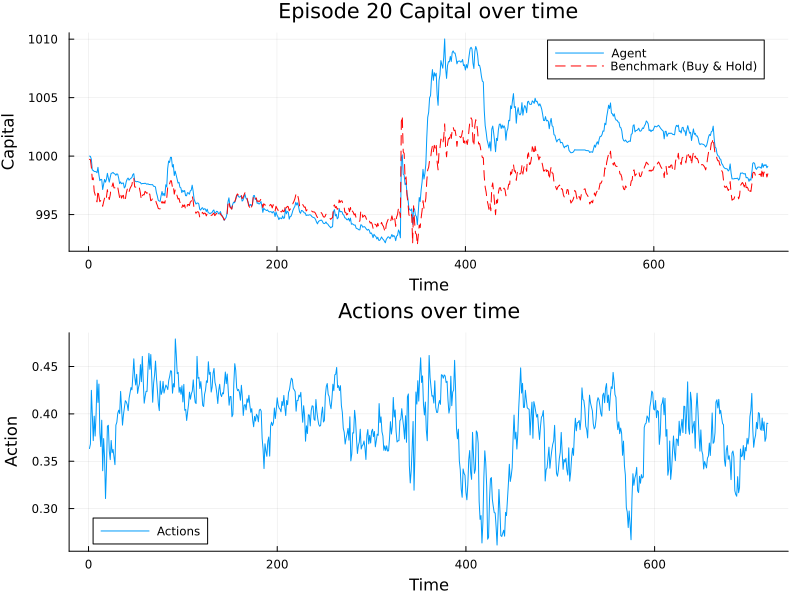 Episode 20 Capital over time
1010
1005
1000
995
Capital
Agent
Benchmark (Buy & Hold)
0
200
400
600
Time
Actions over time
0.45
0.40
0.35
0.30
Action
Actions
0
200
400
600
Time